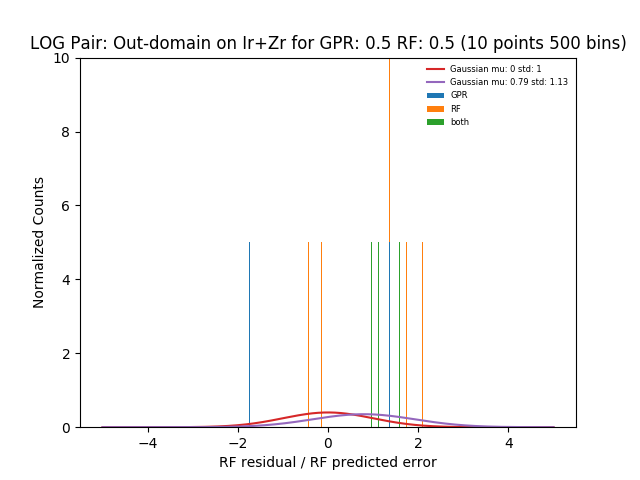 LOG Pair: Out-domain on Ir+Zr for GPR: 0.5 RF: 0.5 (10 points 500 bins)
10
8
6
4
2
0
Normalized Counts
Gaussian mu: 0 std: 1
Gaussian mu: 0.79 std: 1.13
GPR
RF
both
−4
−2
0
2
4
RF residual / RF predicted error